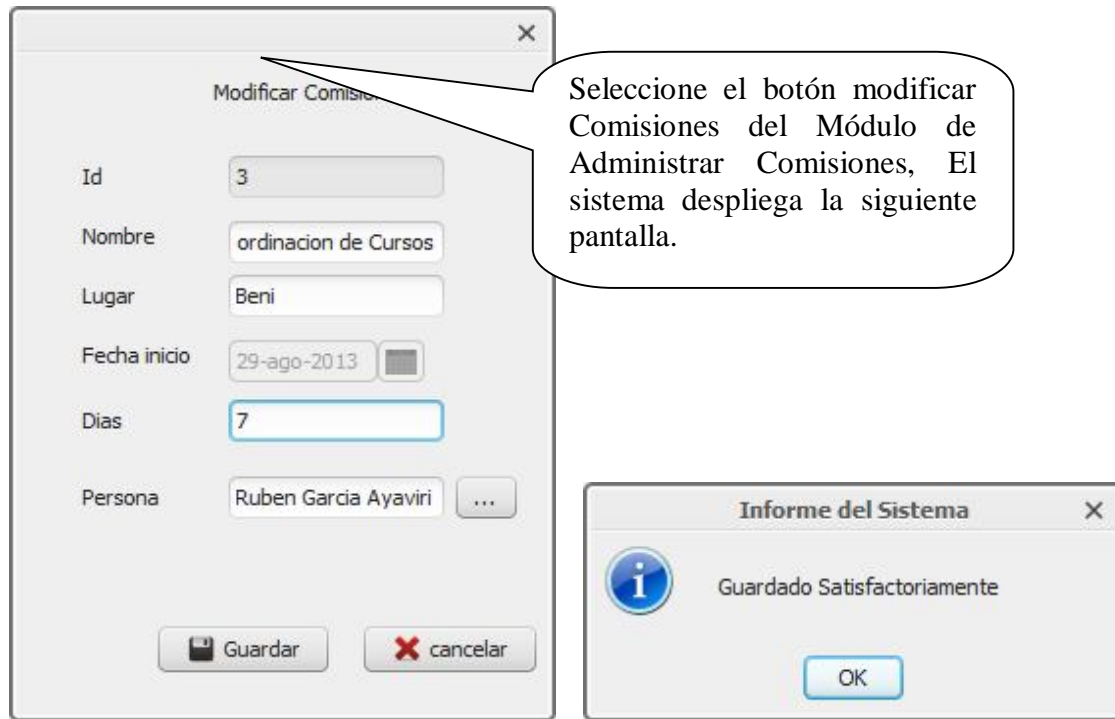 Modificar Comisio
Id
3
Nombre
ordinacion de Cursos
Lugar
Beni
Fecha inicio
29-ago-2013
Dias
7
Persona
Ruben Garcia Ayaviri
...
Guardar
cancelar
Seleccione el botón modificar
Comisiones del Módulo de
Administrar Comisiones, El
sistema despliega la siguiente
pantalla.
Informe del Sistema
Guardado Satisfactoriamente
OK